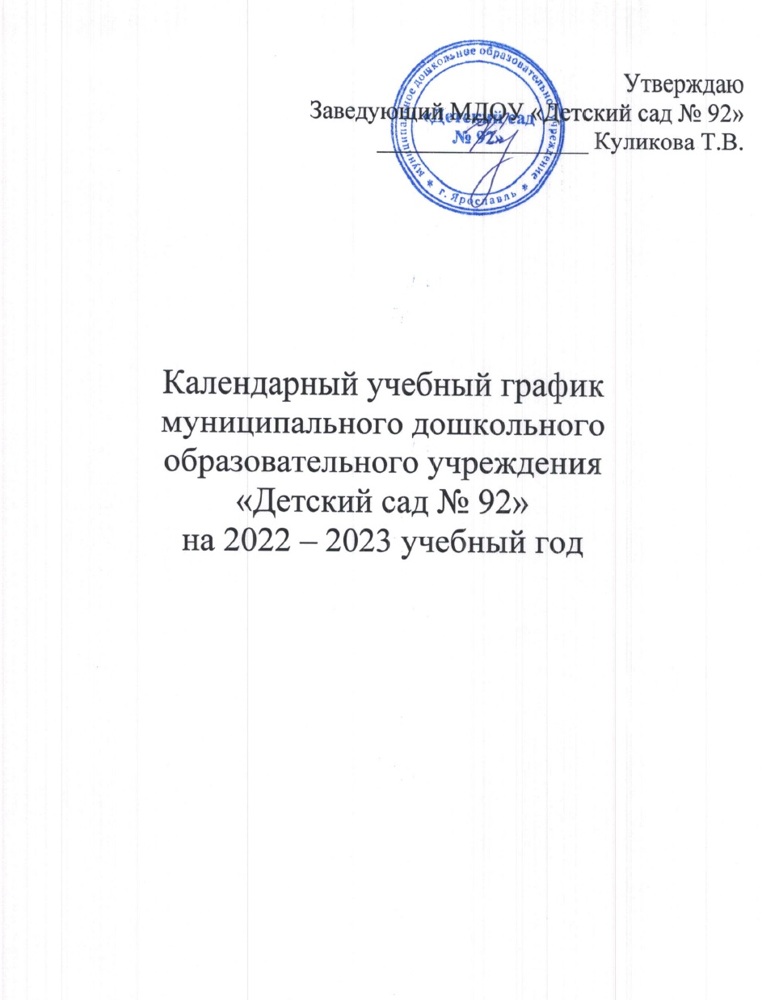 Утверждаю
Заведующий МДОУ «Детский сад № 92»
Куликова Т.В.
муниципальное дошкольное образовательное учреждение
г. Ярославль
«Детский сад
№ 92»
Календарный учебный график
муниципального дошкольного
образовательного учреждения
«Детский сад № 92»
на 2022 – 2023 учебный год